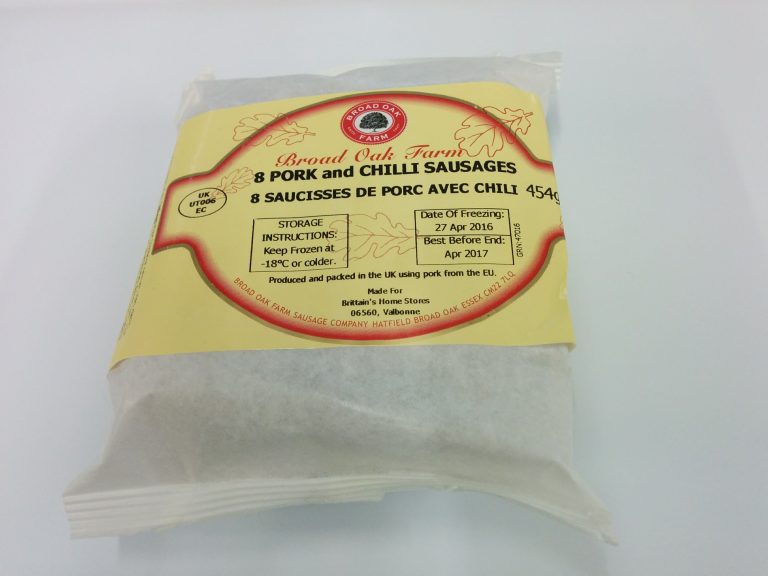 BROAD OAK
FARM
Broad Oak Farm
8 PORK and CHILLI SAUSAGES
8 SAUCISSES DE PORC AVEC CHILI 454g
UK
UT006
EC
STORAGE
INSTRUCTIONS:
Keep Frozen at
-18°C or colder.
Date Of Freezing:
27 Apr 2016
Best Before End:
Apr 2017
GRIN:47016
Produced and packed in the UK using pork from the EU.
Made For
Brittain's Home Stores
06560, Valbonne
BROAD OAK FARM SAUSAGE COMPANY HATFIELD BROAD OAK ESSEX CM22 7LQ